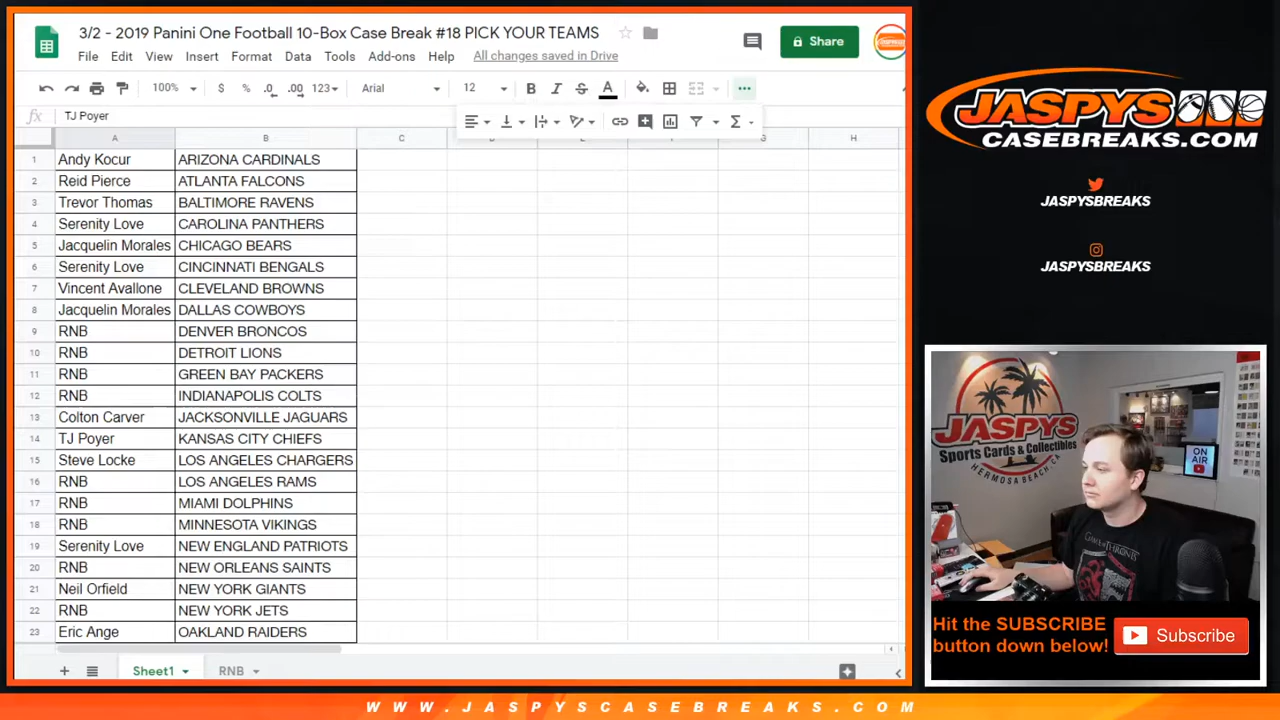 3/2 - 2019 Panini One Football 10-Box Case Break #18 PICK YOUR TEAMS
File Edit View Insert Format Data Tools Add-ons Help All changes saved in Drive
Share
100% $ % .0 .00 123 Arial 12 B I S A
fx TJ Poyer
A B C H
1 Andy Kocur ARIZONA CARDINALS
2 Reid Pierce ATLANTA FALCONS
3 Trevor Thomas BALTIMORE RAVENS
4 Serenity Love CAROLINA PANTHERS
5 Jacquelin Morales CHICAGO BEARS
6 Serenity Love CINCINNATI BENGALS
7 Vincent Avallone CLEVELAND BROWNS
8 Jacquelin Morales DALLAS COWBOYS
9 RNB DENVER BRONCOS
10 RNB DETROIT LIONS
11 RNB GREEN BAY PACKERS
12 RNB INDIANAPOLIS COLTS
13 Colton Carver JACKSONVILLE JAGUARS
14 TJ Poyer KANSAS CITY CHIEFS
15 Steve Locke LOS ANGELES CHARGERS
16 RNB LOS ANGELES RAMS
17 RNB MIAMI DOLPHINS
18 RNB MINNESOTA VIKINGS
19 Serenity Love NEW ENGLAND PATRIOTS
20 RNB NEW ORLEANS SAINTS
21 Neil Orfield NEW YORK GIANTS
22 RNB NEW YORK JETS
23 Eric Ange OAKLAND RAIDERS
Sheet1 RNB
JASPYS
CASEBREAKS.COM
JASPYSBREAKS
JASPYSBREAKS
JASPYS
Sports Cards & Collectibles
HERMOSA BEACH, CA
ON AIR
GAME OF THRONES
Hit the SUBSCRIBE
button down below!
Subscribe
WWW.JASPYSCASEBREAKS.COM